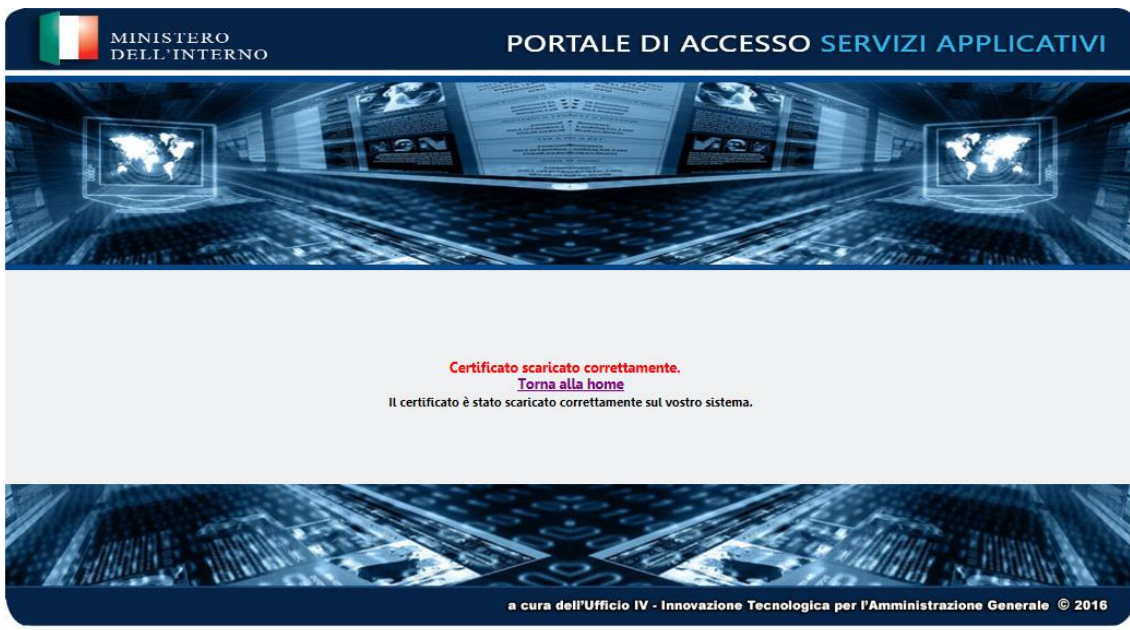 MINISTERO
DELL'INTERNO
PORTALE DI ACCESSO SERVIZI APPLICATIVI
Certificato scaricato correttamente.
Torna alla home
Il certificato è stato scaricato correttamente sul vostro sistema.
a cura dell'Ufficio IV - Innovazione Tecnologica per l'Amministrazione Generale © 2016